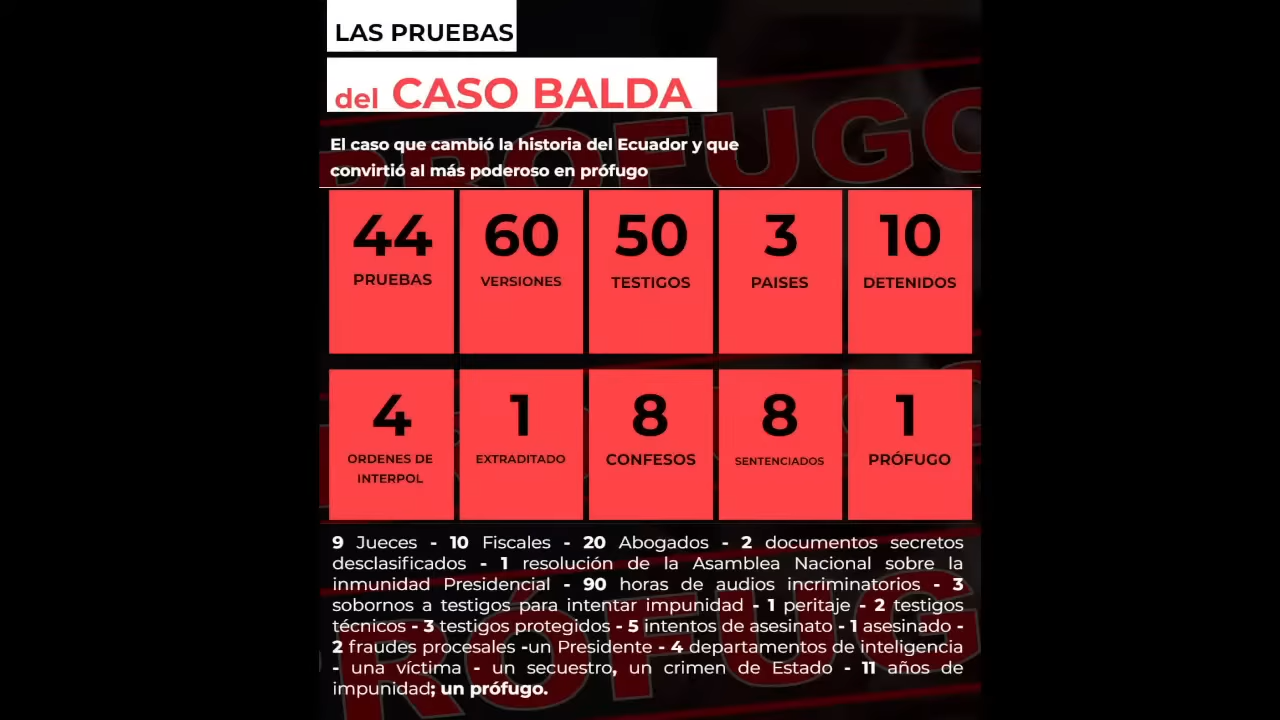 LAS PRUEBAS
del CASO BALDA
El caso que cambió la historia del Ecuador y que
convirtió al más poderoso en prófugo
44
PRUEBAS
60
VERSIONES
50
TESTIGOS
3
PAISES
10
DETENIDOS
4
ORDENES DE
INTERPOL
1
EXTRADITADO
8
CONFESOS
8
SENTENCIADOS
1
PRÓFUGO
9 Jueces - 10 Fiscales - 20 Abogados - 2 documentos secretos
desclasificados - 1 resolución de la Asamblea Nacional sobre la
inmunidad Presidencial - 90 horas de audios incriminatorios - 3
sobornos a testigos para intentar impunidad - 1 peritaje - 2 testigos
técnicos - 3 testigos protegidos - 5 intentos de asesinato - 1 asesinado -
2 fraudes procesales -un Presidente - 4 departamentos de inteligencia
- una víctima - un secuestro, un crimen de Estado - 11 años de
impunidad; un prófugo.
PRÓFUGO
PRÓFUG